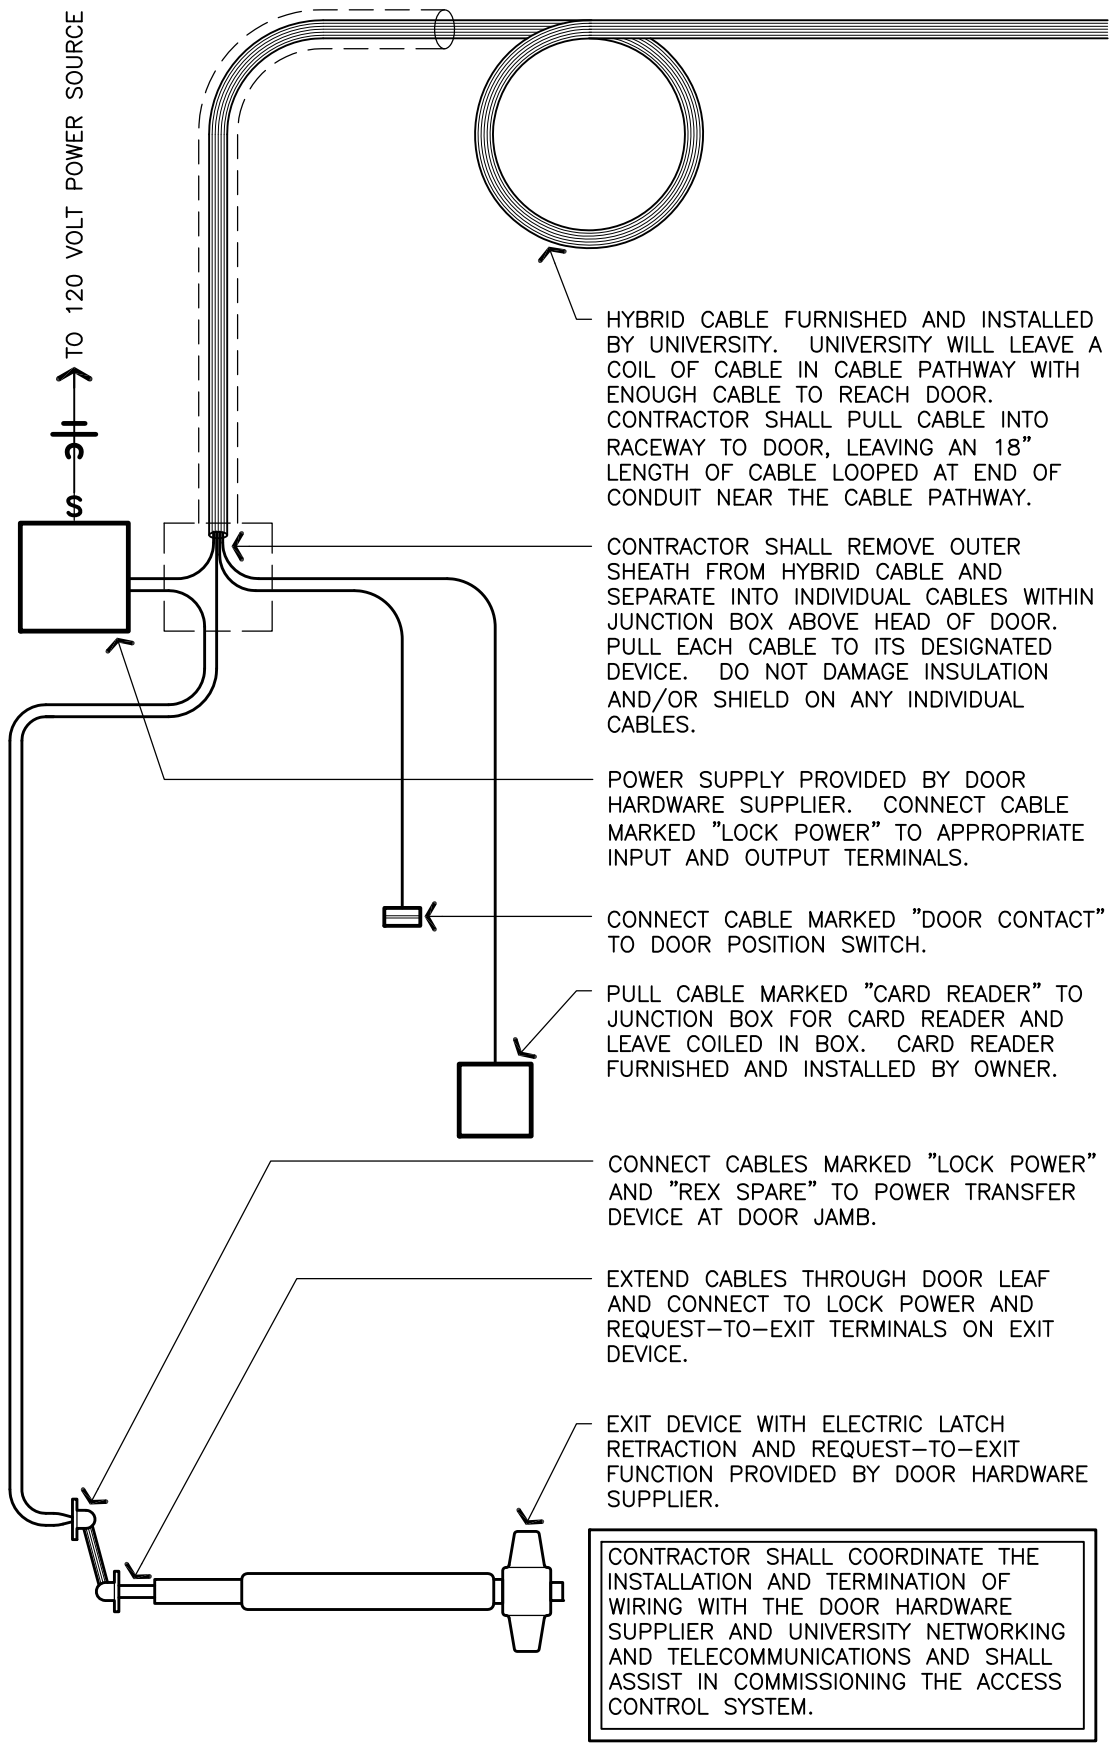 TO 120 VOLT POWER SOURCE
C
S
HYBRID CABLE FURNISHED AND INSTALLED
BY UNIVERSITY. UNIVERSITY WILL LEAVE A
COIL OF CABLE IN CABLE PATHWAY WITH
ENOUGH CABLE TO REACH DOOR.
CONTRACTOR SHALL PULL CABLE INTO
RACEWAY TO DOOR, LEAVING AN 18”
LENGTH OF CABLE LOOPED AT END OF
CONDUIT NEAR THE CABLE PATHWAY.
CONTRACTOR SHALL REMOVE OUTER
SHEATH FROM HYBRID CABLE AND
SEPARATE INTO INDIVIDUAL CABLES WITHIN
JUNCTION BOX ABOVE HEAD OF DOOR.
PULL EACH CABLE TO ITS DESIGNATED
DEVICE. DO NOT DAMAGE INSULATION
AND/OR SHIELD ON ANY INDIVIDUAL
CABLES.
POWER SUPPLY PROVIDED BY DOOR
HARDWARE SUPPLIER. CONNECT CABLE
MARKED ”LOCK POWER” TO APPROPRIATE
INPUT AND OUTPUT TERMINALS.
CONNECT CABLE MARKED ”DOOR CONTACT”
TO DOOR POSITION SWITCH.
PULL CABLE MARKED ”CARD READER” TO
JUNCTION BOX FOR CARD READER AND
LEAVE COILED IN BOX. CARD READER
FURNISHED AND INSTALLED BY OWNER.
CONNECT CABLES MARKED ”LOCK POWER”
AND ”REX SPARE” TO POWER TRANSFER
DEVICE AT DOOR JAMB.
EXTEND CABLES THROUGH DOOR LEAF
AND CONNECT TO LOCK POWER AND
REQUEST–TO–EXIT TERMINALS ON EXIT
DEVICE.
EXIT DEVICE WITH ELECTRIC LATCH
RETRACTION AND REQUEST–TO–EXIT
FUNCTION PROVIDED BY DOOR HARDWARE
SUPPLIER.
CONTRACTOR SHALL COORDINATE THE
INSTALLATION AND TERMINATION OF
WIRING WITH THE DOOR HARDWARE
SUPPLIER AND UNIVERSITY NETWORKING
AND TELECOMMUNICATIONS AND SHALL
ASSIST IN COMMISSIONING THE ACCESS
CONTROL SYSTEM.